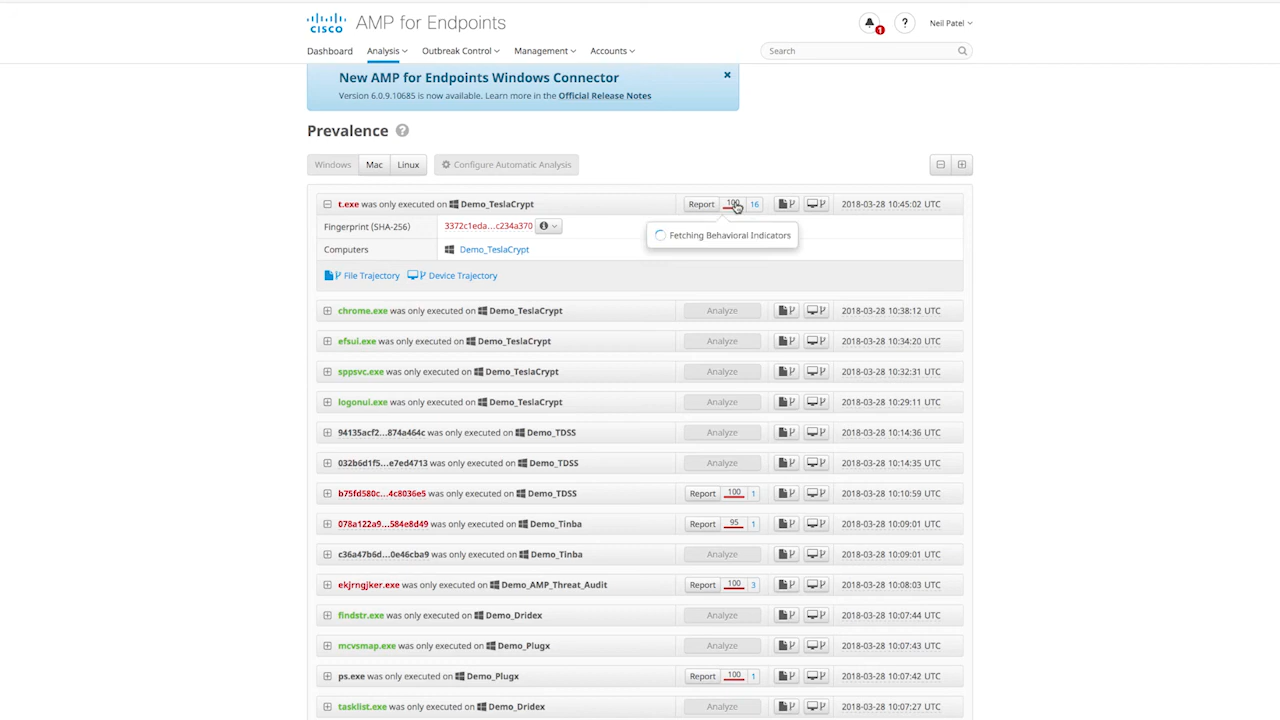 CISCO AMP for Endpoints
1 ? Neil Patel
Dashboard Analysis Outbreak Control Management Accounts Search
New AMP for Endpoints Windows Connector
Version 6.0.9.10685 is now available. Learn more in the Official Release Notes
Prevalence ?
Windows Mac Linux Configure Automatic Analysis
t.exe was only executed on Demo_TeslaCrypt Report 100 16 2018-03-28 10:45:02 UTC
Fingerprint (SHA-256) 3372c1eda...c234a370
Fetching Behavioral Indicators
Computers Demo_TeslaCrypt
File Trajectory Device Trajectory
chrome.exe was only executed on Demo_TeslaCrypt Analyze 2018-03-28 10:38:12 UTC
efsui.exe was only executed on Demo_TeslaCrypt Analyze 2018-03-28 10:34:20 UTC
sppsvc.exe was only executed on Demo_TeslaCrypt Analyze 2018-03-28 10:32:31 UTC
logonui.exe was only executed on Demo_TeslaCrypt Analyze 2018-03-28 10:29:11 UTC
94135acf2...874a464c was only executed on Demo_TDSS Analyze 2018-03-28 10:14:36 UTC
032b6d1f5...e7ed4713 was only executed on Demo_TDSS Analyze 2018-03-28 10:14:35 UTC
b75fd580c...4c8036e5 was only executed on Demo_TDSS Report 100 1 2018-03-28 10:10:59 UTC
078a122a9...584e8d49 was only executed on Demo_Tinba Report 95 1 2018-03-28 10:09:01 UTC
c36a47b6d...0e46cba9 was only executed on Demo_Tinba Analyze 2018-03-28 10:09:01 UTC
ekjrngjker.exe was only executed on Demo_AMP_Threat_Audit Report 100 3 2018-03-28 10:08:03 UTC
findstr.exe was only executed on Demo_Dridex Analyze 2018-03-28 10:07:44 UTC
mcvsmap.exe was only executed on Demo_Plugx Analyze 2018-03-28 10:07:43 UTC
ps.exe was only executed on Demo_Plugx Report 100 1 2018-03-28 10:07:42 UTC
tasklist.exe was only executed on Demo_Dridex Analyze 2018-03-28 10:07:27 UTC